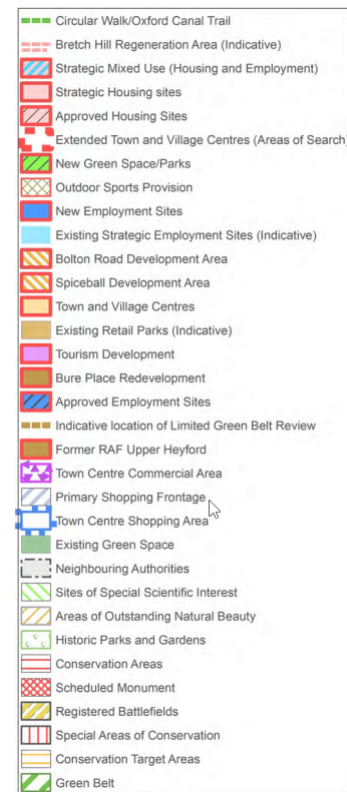 Circular Walk/Oxford Canal Trail
Bretch Hill Regeneration Area (Indicative)
Strategic Mixed Use (Housing and Employment)
Strategic Housing sites
Approved Housing Sites
Extended Town and Village Centres (Areas of Search)
New Green Space/Parks
Outdoor Sports Provision
New Employment Sites
Existing Strategic Employment Sites (Indicative)
Bolton Road Development Area
Spiceball Development Area
Town and Village Centres
Existing Retail Parks (Indicative)
Tourism Development
Bure Place Redevelopment
Approved Employment Sites
Indicative location of Limited Green Belt Review
Former RAF Upper Heyford
Town Centre Commercial Area
Primary Shopping Frontage
Town Centre Shopping Area
Existing Green Space
Neighbouring Authorities
Sites of Special Scientific Interest
Areas of Outstanding Natural Beauty
Historic Parks and Gardens
Conservation Areas
Scheduled Monument
Registered Battlefields
Special Areas of Conservation
Conservation Target Areas
Green Belt